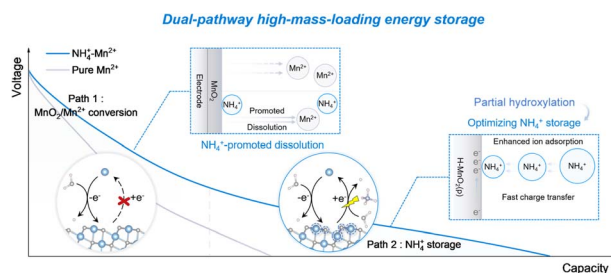 Dual-pathway high-mass-loading energy storage
Voltage
NH₄⁺-Mn²⁺
Pure Mn²⁺
Path 1 :
MnO₂/Mn²⁺ conversion
Electrode
MnO₂
NH₄⁺
Mn²⁺
Mn²⁺
NH₄⁺
Promoted
Mn²⁺
Dissolution
NH₄⁺-promoted dissolution
Partial hydroxylation
Optimizing NH₄⁺ storage
H-MnO₂(p)
Enhanced ion adsorption
e⁻
e⁻
NH₄⁺
NH₄⁺
NH₄⁺
Fast charge transfer
e⁻
-e⁻
+e⁻
-e⁻
+e⁻
Path 2 : NH₄⁺ storage
Capacity